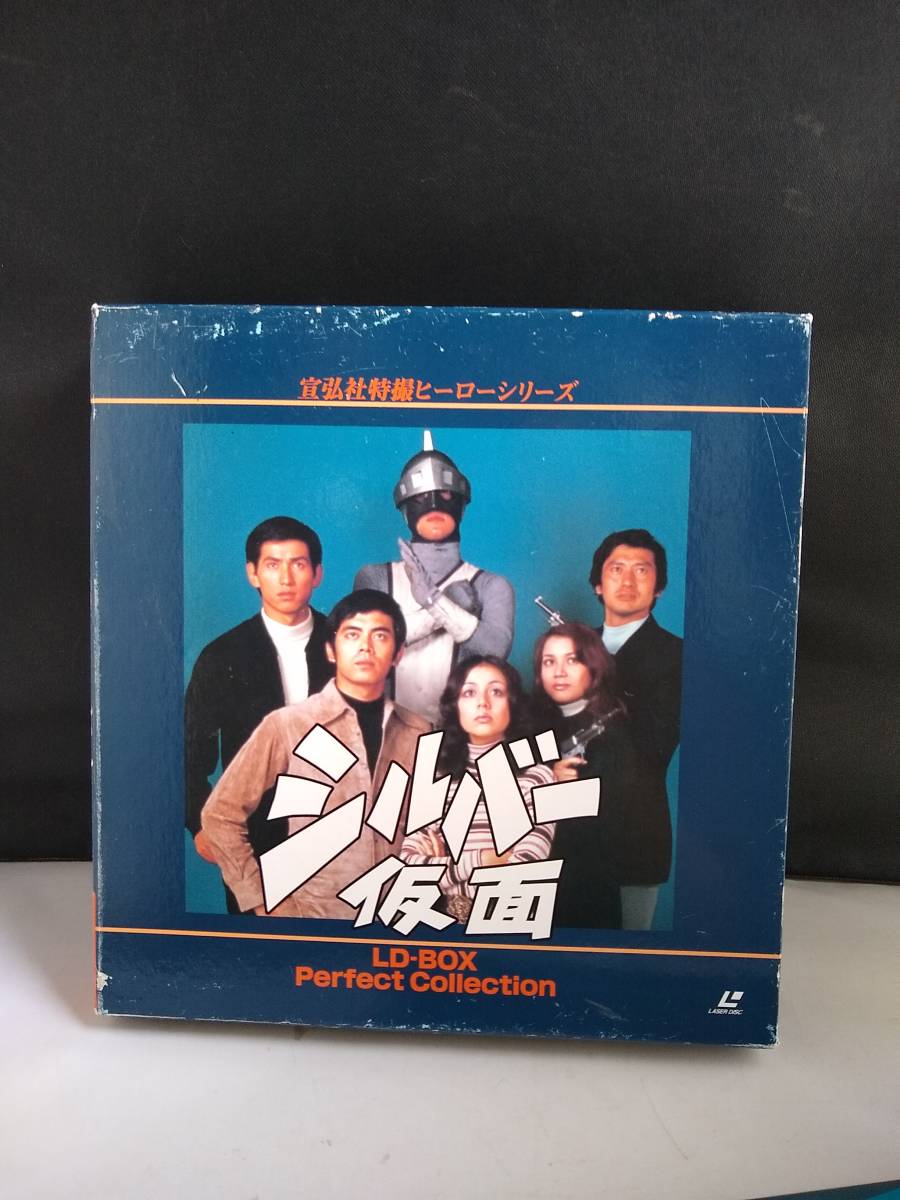 宣弘社特撮ヒーローシリーズ
シルバー
仮面
LD-BOX
Perfect Collection
LASER DISC